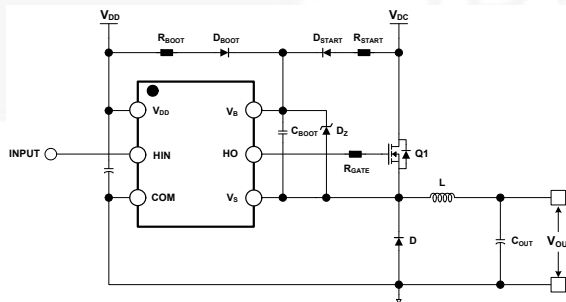 VDD
VDC
RBOOT
DBOOT
DSTART
RSTART
VDD
VB
CBOOT
DZ
INPUT
HIN
HO
RGATE
Q1
COM
VS
L
D
COUT
VOU